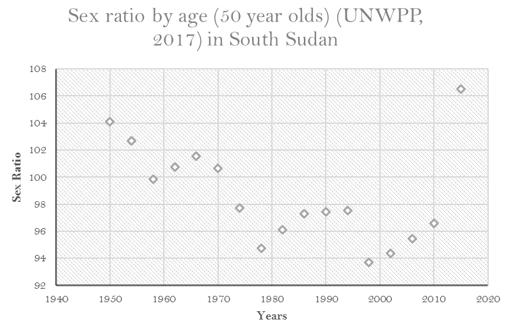 Sex ratio by age (50 year olds) (UNWPP,
2017) in South Sudan
108
106
104
102
100
98
96
94
92
Sex Ratio
1940 1950 1960 1970 1980 1990 2000 2010 2020
Years